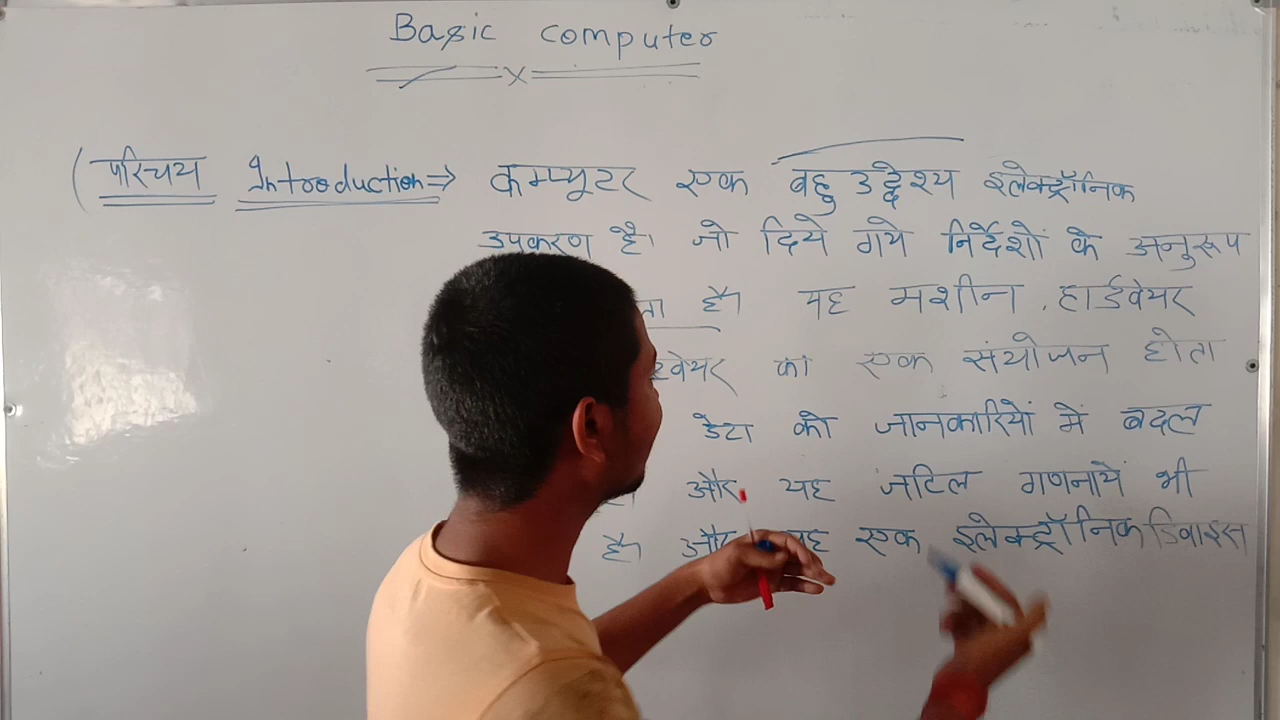 Basic computer
(परिचय Introduction ⇒ कम्प्यूटर एक बहु उद्देश्य इलेक्ट्रॉनिक
उपकरण है। जो दिये गये निर्देशों के अनुरूप
है। यह मशीन, हार्डवेयर
का एक संयोजन होता
डेटा को जानकारियों में बदल
और यह जटिल गणनायें भी
है। और यह एक इलेक्ट्रॉनिक डिवाइस